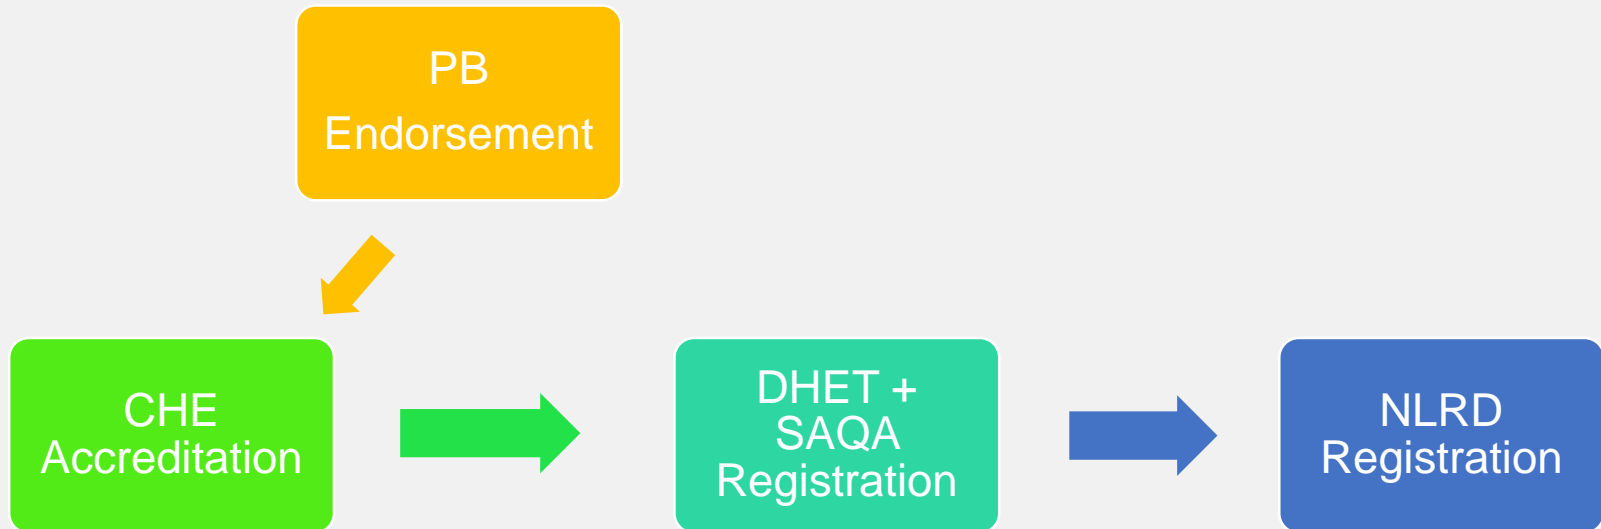 PB
Endorsement
CHE
Accreditation
DHET +
SAQA
Registration
NLRD
Registration